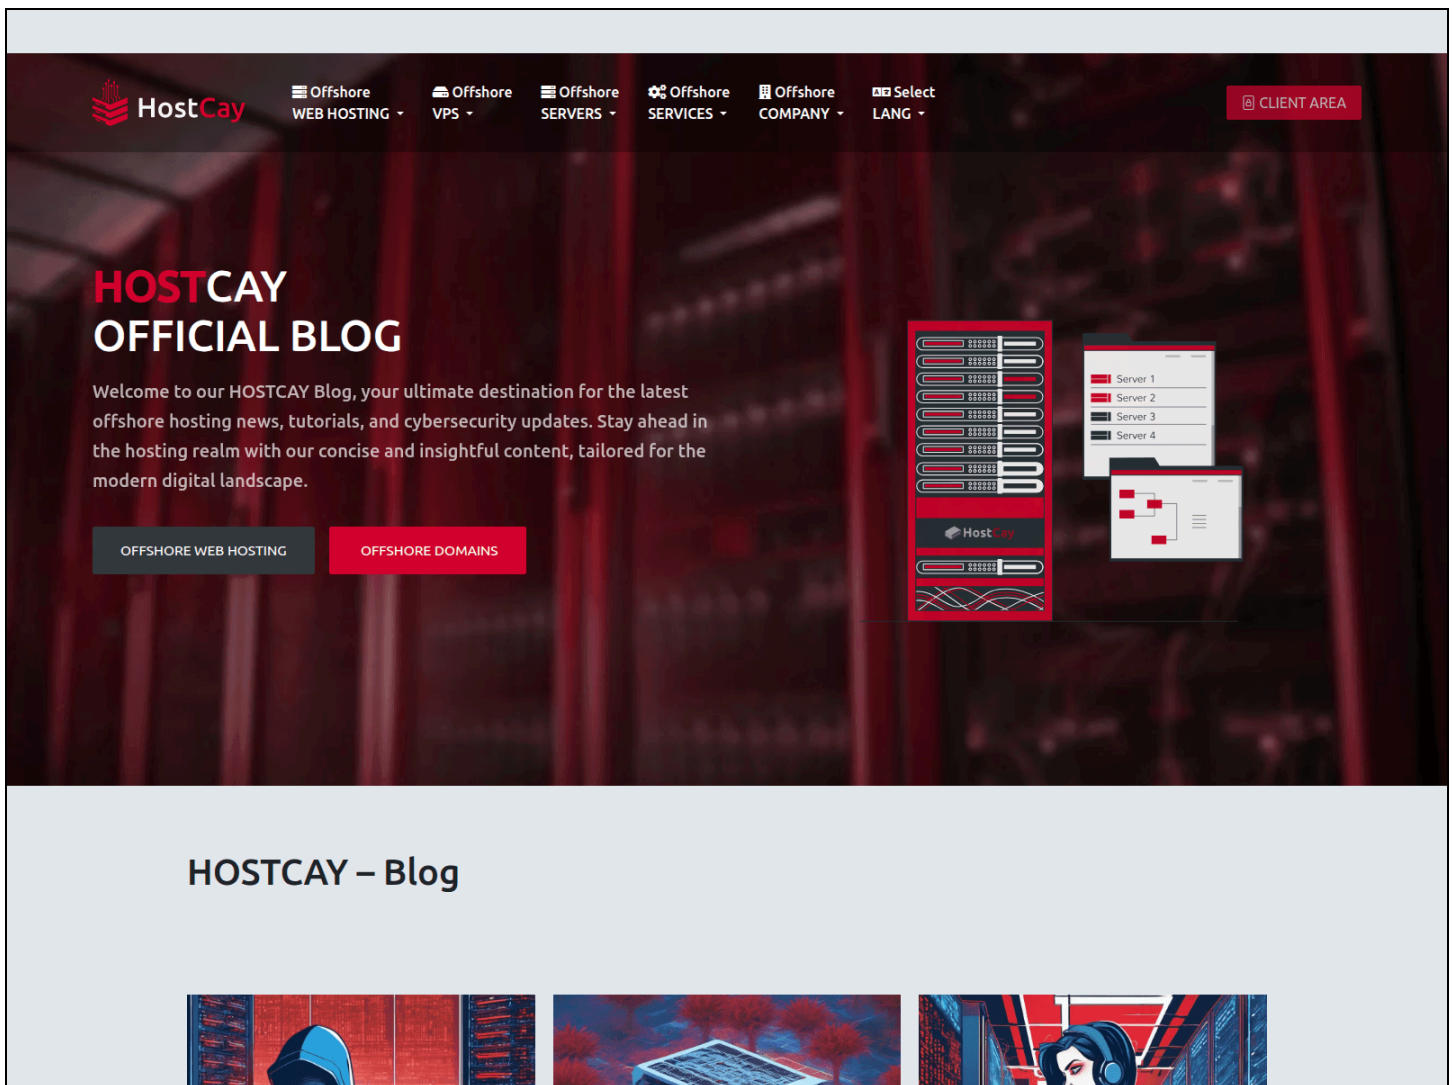 HostCay
Offshore
WEB HOSTING
Offshore
VPS
Offshore
SERVERS
Offshore
SERVICES
Offshore
COMPANY
Select
LANG
CLIENT AREA
HOSTCAY
OFFICIAL BLOG
Welcome to our HOSTCAY Blog, your ultimate destination for the latest
offshore hosting news, tutorials, and cybersecurity updates. Stay ahead in
the hosting realm with our concise and insightful content, tailored for the
modern digital landscape.
OFFSHORE WEB HOSTING
OFFSHORE DOMAINS
Server 1
Server 2
Server 3
Server 4
HostCay
HOSTCAY – Blog